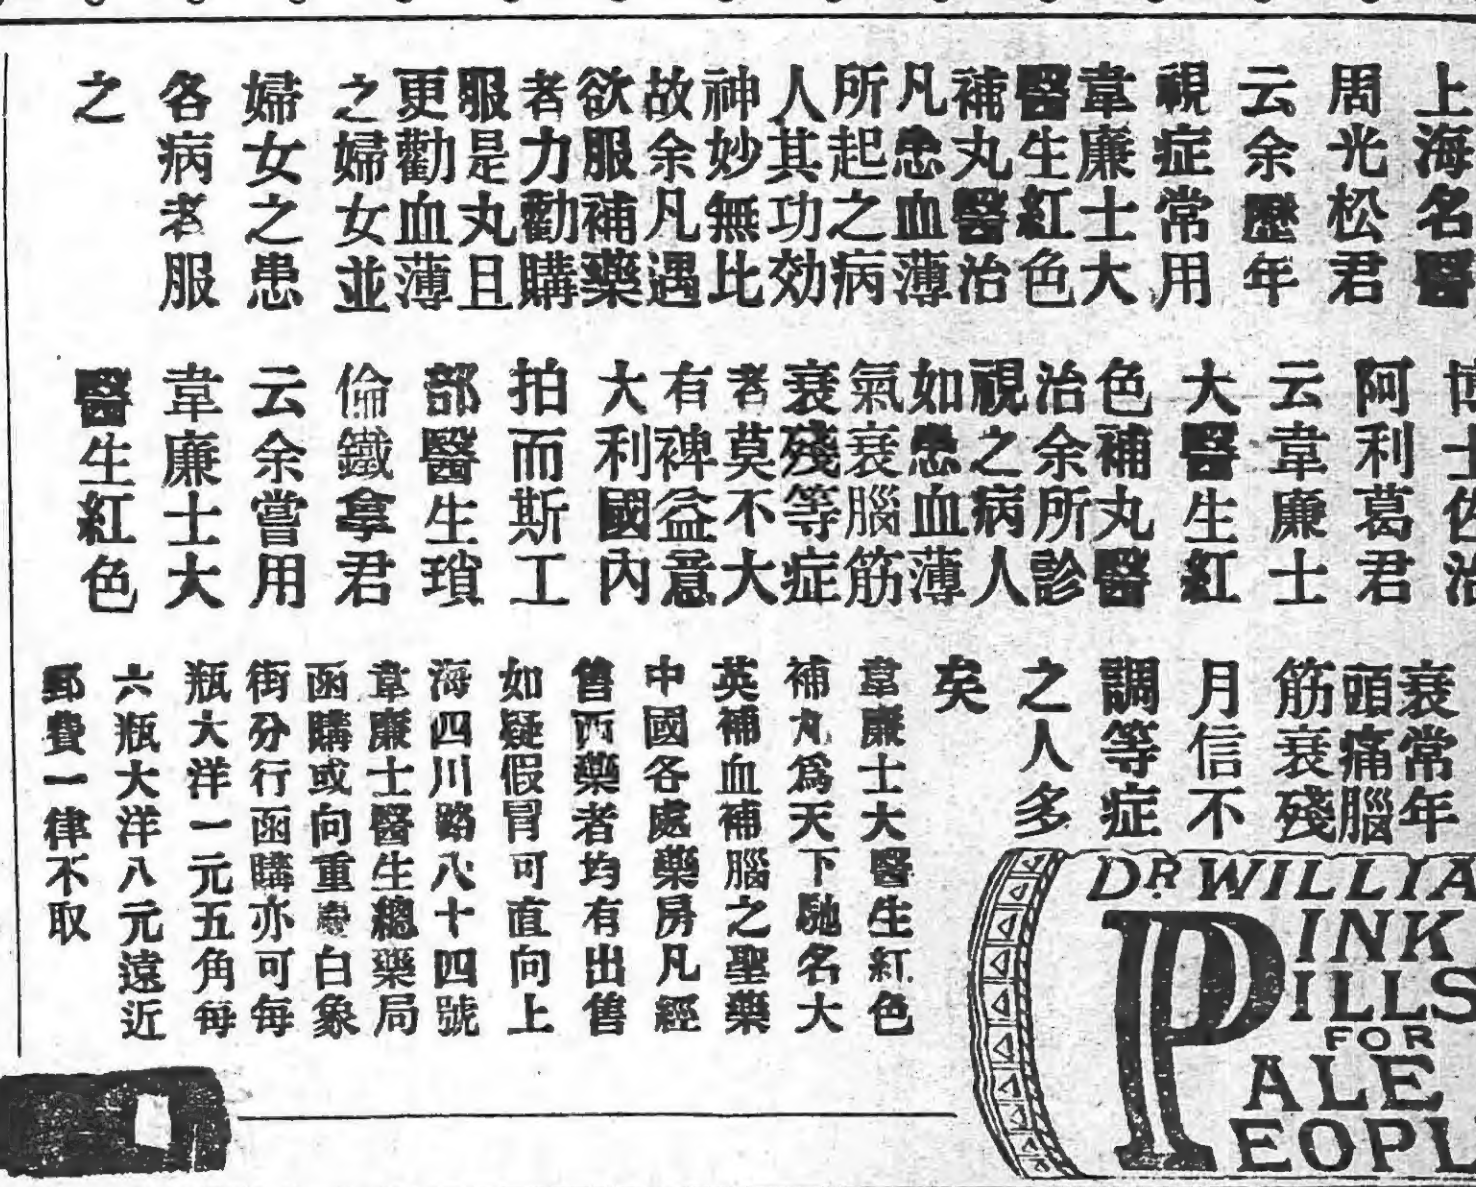 上海名醫
周光松君
云余歷年
視症常用
韋廉士大
醫生紅色
補丸醫治
凡患血薄
所起之病
人其功効
神妙無比
故余凡遇
欲服補藥
者力勸購
服是丸且
更勸血薄
之婦女並
婦女之患
各病者服
之
博士佐治
阿利葛君
云韋廉士
大醫生紅
色補丸醫
治余所診
視之病人
如患血薄
氣衰腦筋
衰殘等症
者莫不大
有裨益意
大利國內
拍而斯工
部醫生瑣
倫鐵拿君
云余嘗用
韋廉士大
醫生紅色
衰常年
頭痛腦
筋衰殘
月信不
調等症
之人多
矣
韋廉士大醫生紅色
補丸爲天下馳名大
英補血補腦之聖藥
中國各處藥房凡經
售西藥者均有出售
如疑假冒可直向上
海四川路八十四號
韋廉士醫生總藥局
函購或向重慶白象
街分行函購亦可每
瓶大洋一元五角每
六瓶大洋八元遠近
郵費一律不取
DR WILLIA
PINK
PILLS
FOR
PALE
PEOPL